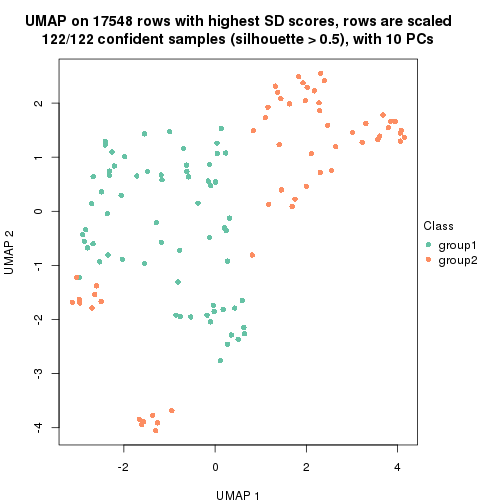 UMAP on 17548 rows with highest SD scores, rows are scaled
122/122 confident samples (silhouette > 0.5), with 10 PCs
2
1
0
-1
-2
-3
-4
UMAP 2
-2
0
2
4
UMAP 1
Class
group1
group2